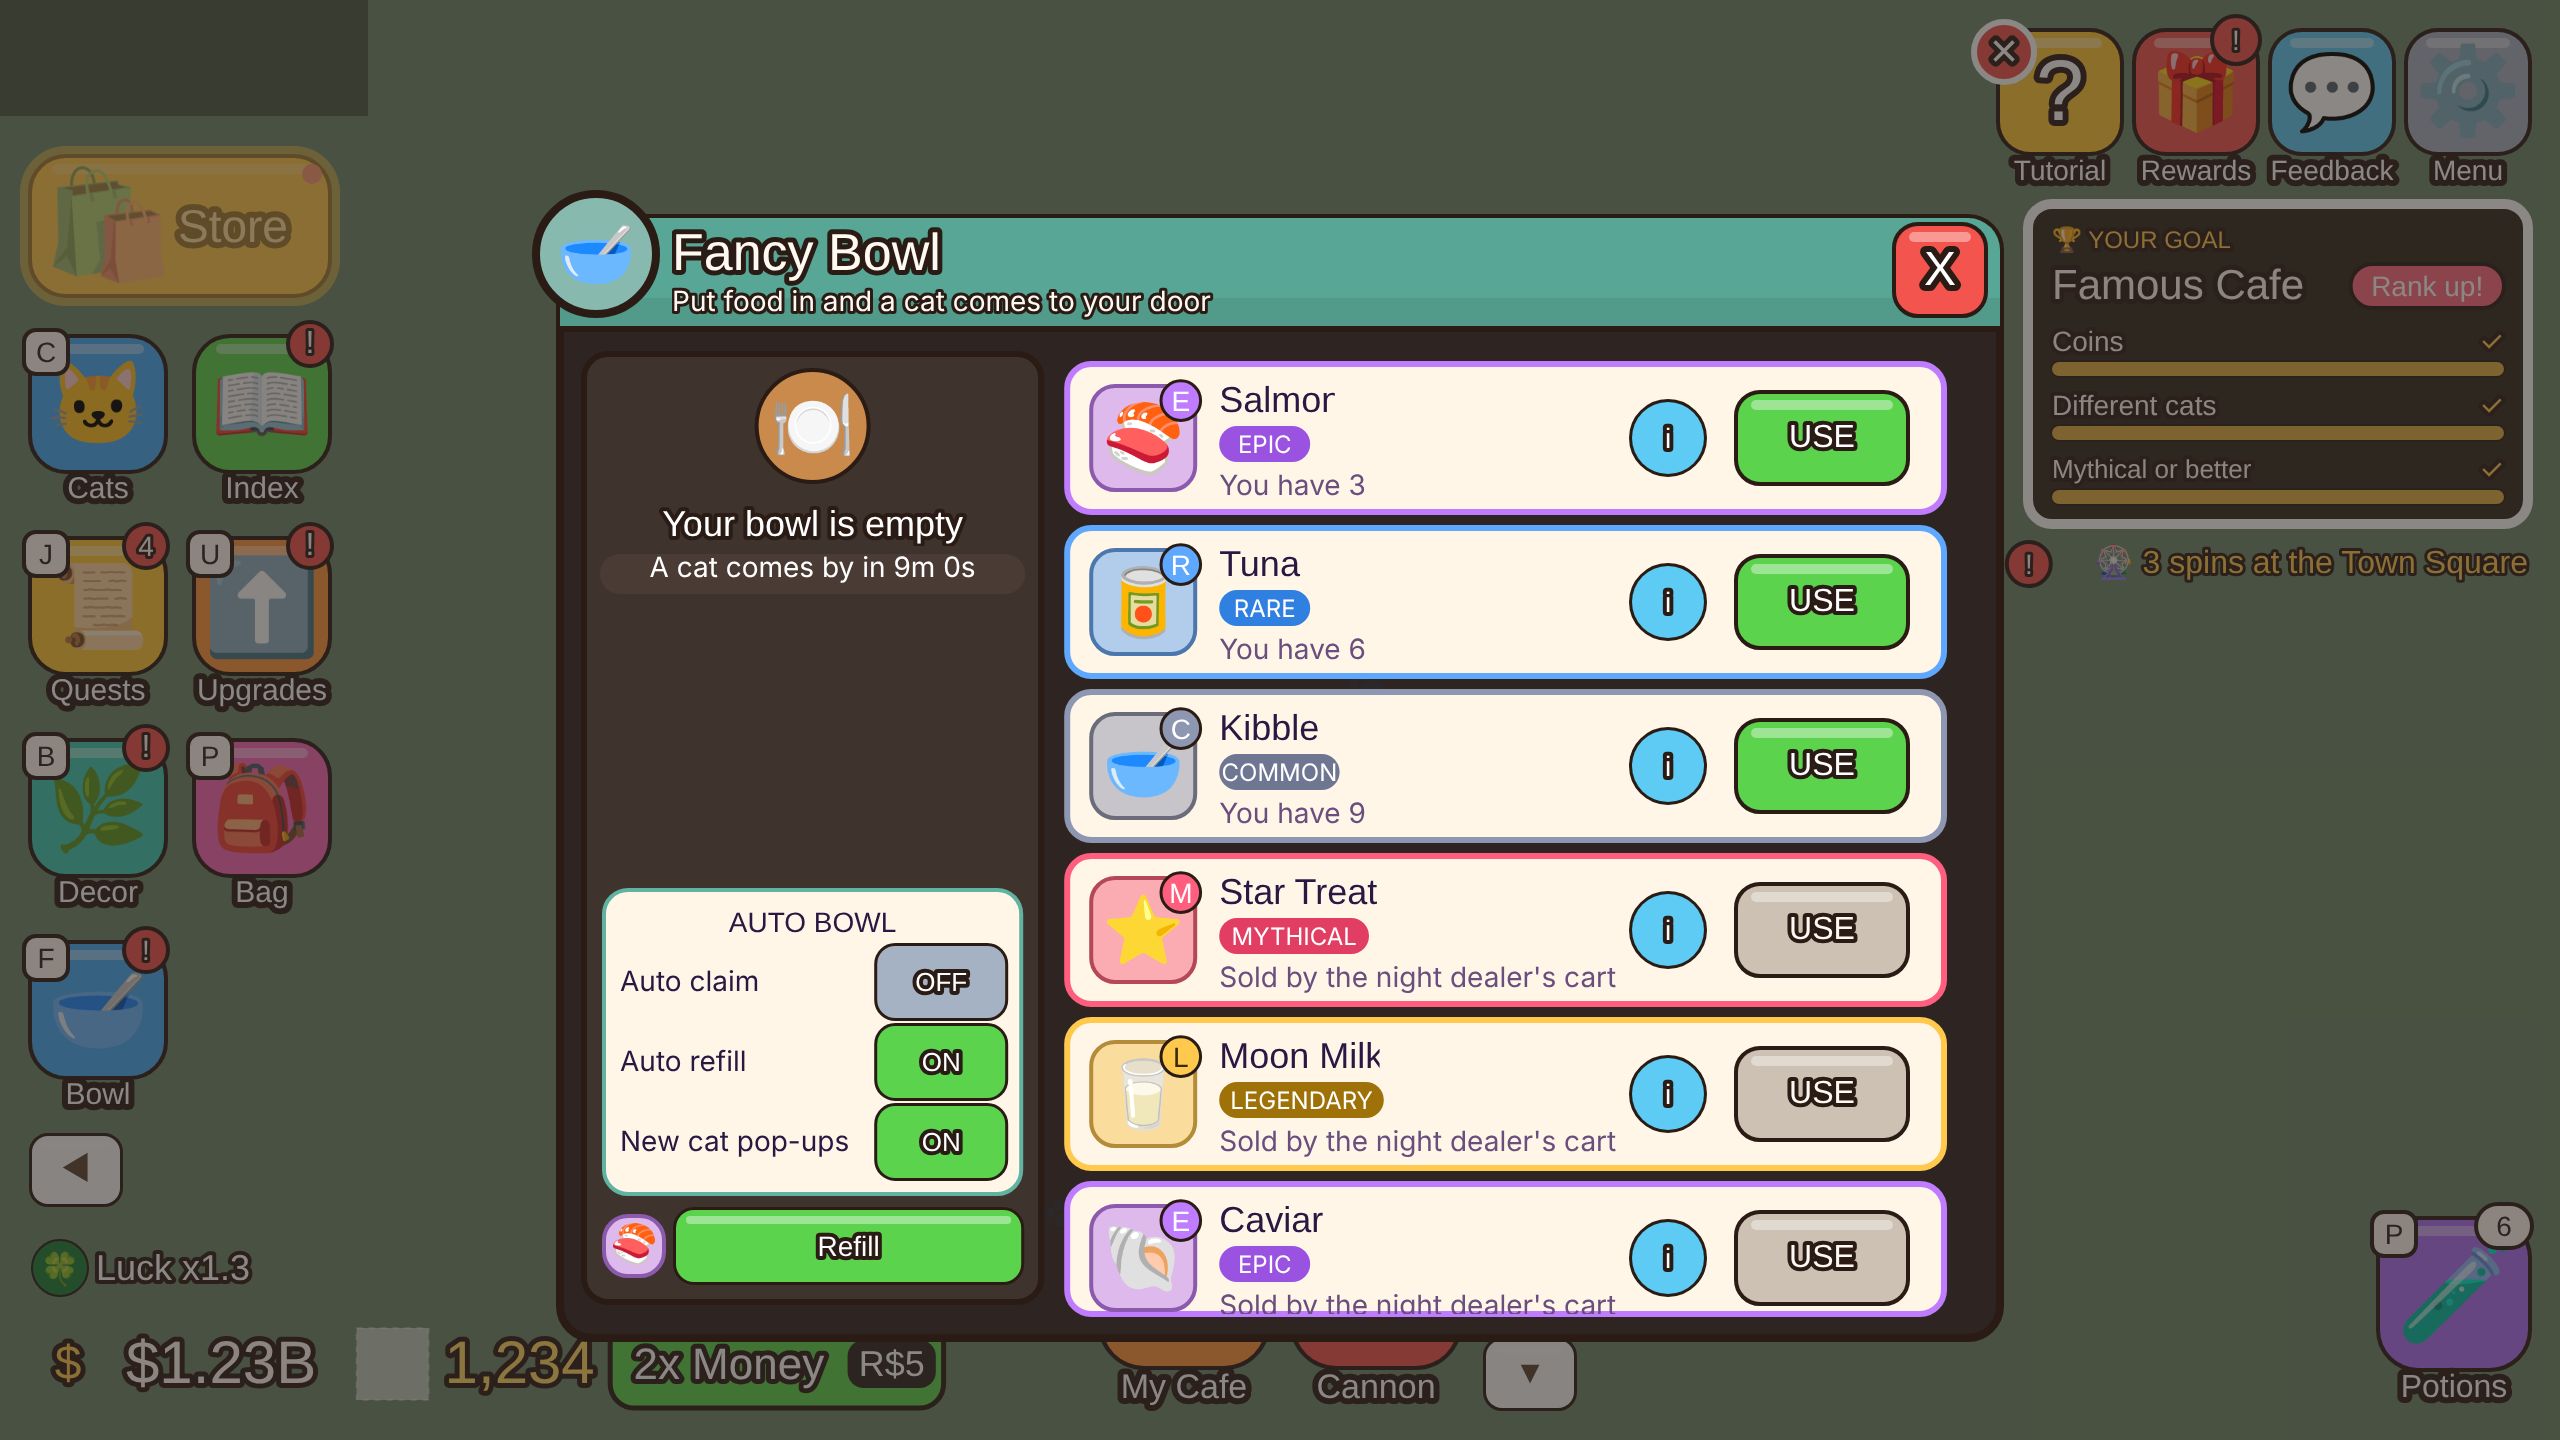 Store
C
Cats
!
Index
J
4
Quests
U
!
Upgrades
B
!
Decor
P
Bag
F
!
Bowl
Luck x1.3
$ $1.23B
1,234
2x Money R$5
My Cafe
Cannon
?
Tutorial
!
Rewards
Feedback
Menu
YOUR GOAL
Famous Cafe
Rank up!
Coins
Different cats
Mythical or better
!
3 spins at the Town Square
P
6
Potions
Fancy Bowl
Put food in and a cat comes to your door
X
Your bowl is empty
A cat comes by in 9m 0s
AUTO BOWL
Auto claim OFF
Auto refill ON
New cat pop-ups ON
Refill
E
Salmon
EPIC
You have 3
i
USE
R
Tuna
RARE
You have 6
i
USE
C
Kibble
COMMON
You have 9
i
USE
M
Star Treat
MYTHICAL
Sold by the night dealer's cart
i
USE
L
Moon Milk
LEGENDARY
Sold by the night dealer's cart
i
USE
E
Caviar
EPIC
Sold by the night dealer's cart
i
USE